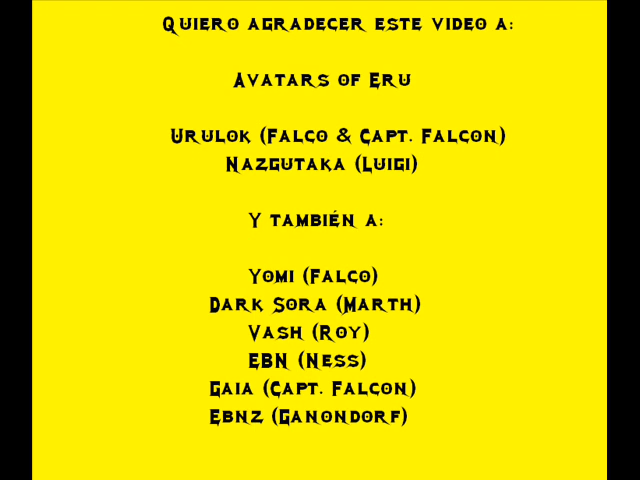 Quiero agradecer este video a:
Avatars of Eru
Urulok (Falco & Capt. Falcon)
Nazgutaka (Luigi)
Y también a:
Yomi (Falco)
Dark Sora (Marth)
Vash (Roy)
EBN (Ness)
Gaia (Capt. Falcon)
Ebnz (Ganondorf)